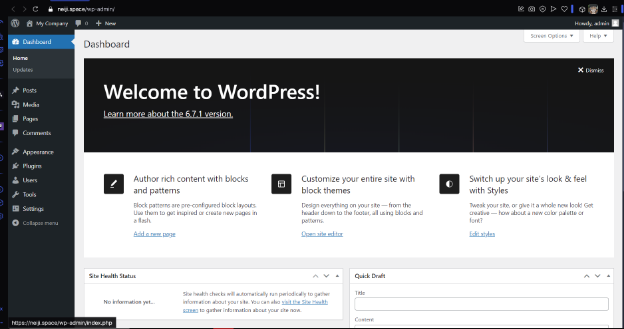 neiji.space/wp-admin/
My Company
0
New
Howdy, admin
Dashboard
Home
Updates
Posts
Media
Pages
Comments
Appearance
Plugins
Users
Tools
Settings
Collapse menu
Dashboard
Screen Options
Help
Dismiss
Welcome to WordPress!
Learn more about the 6.7.1 version.
Author rich content with blocks
and patterns
Block patterns are pre-configured block layouts.
Use them to get inspired or create new pages in
a flash.
Add a new page
Customize your entire site with
block themes
Design everything on your site — from the
header down to the footer, all using blocks and
patterns.
Open site editor
Switch up your site's look & feel
with Styles
Tweak your site, or give it a whole new look! Get
creative — how about a new color palette or
font?
Edit styles
Site Health Status
No information yet...
Site health checks will automatically run periodically to gather
information about your site. You can also visit the Site Health
screen to gather information about your site now.
Quick Draft
Title
Content
https://neiji.space/wp-admin/index.php